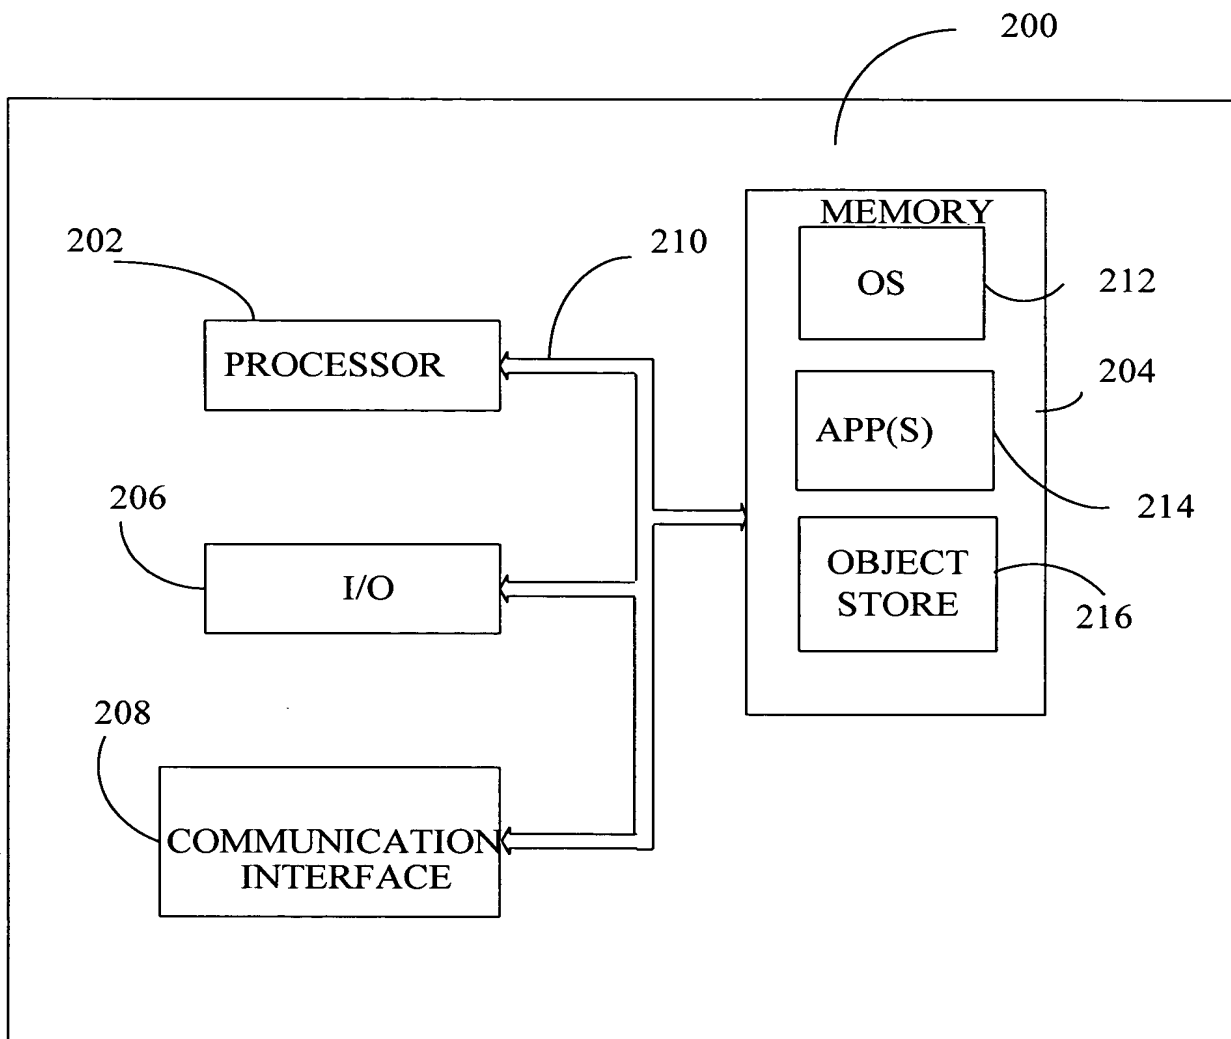 200
MEMORY
202
210
OS
212
PROCESSOR
204
APP(S)
206
214
I/O
OBJECT
STORE
216
208
COMMUNICATION
INTERFACE